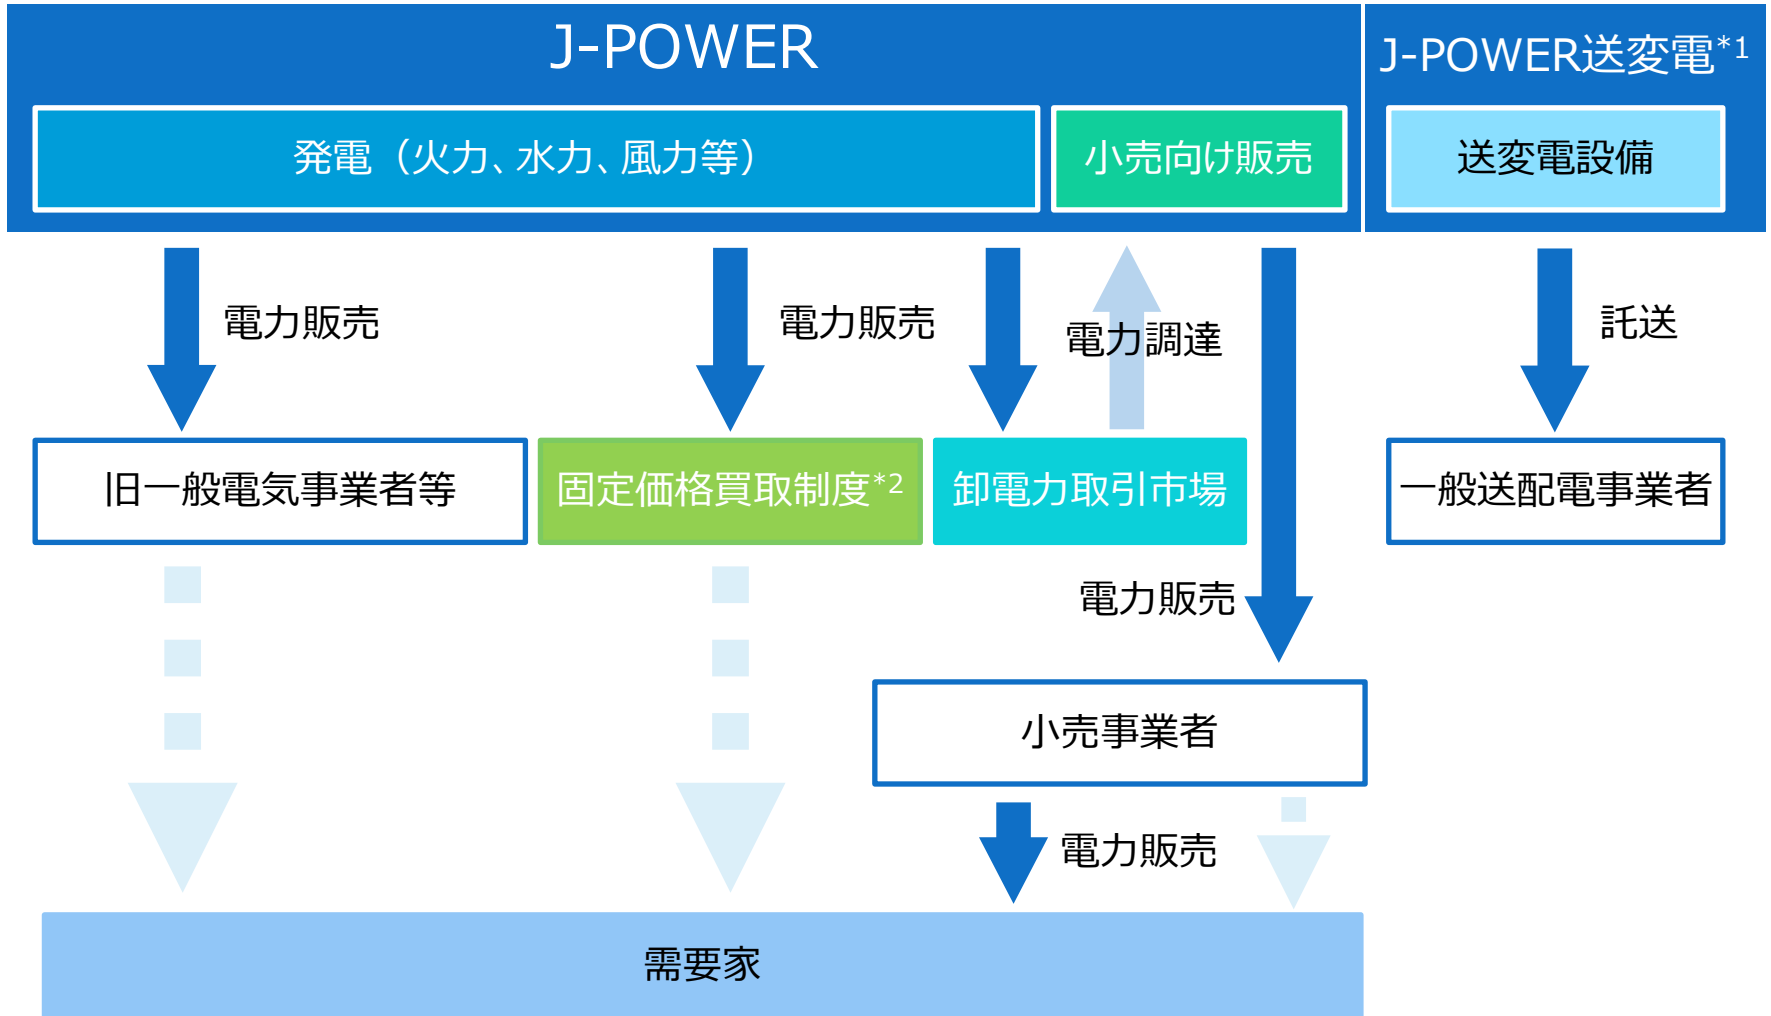 J-POWER
J-POWER送変電*1
発電（火力、水力、風力等）
小売向け販売
送変電設備
電力販売
電力販売
電力調達
託送
旧一般電気事業者等
固定価格買取制度*2
卸電力取引市場
一般送配電事業者
電力販売
小売事業者
電力販売
需要家